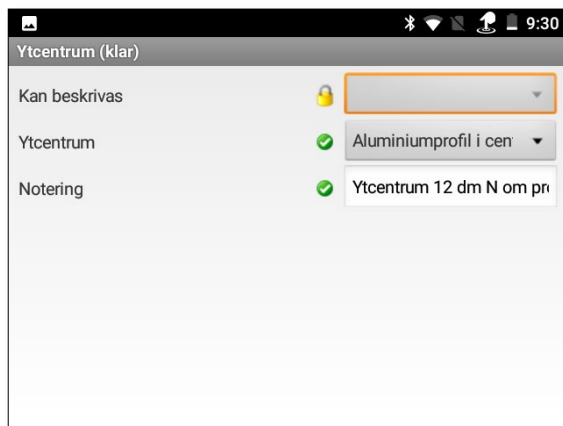 9:30
Ytcentrum (klar)
Kan beskrivas
Ytcentrum Aluminiumprofil i cen
Notering Ytcentrum 12 dm N om pr